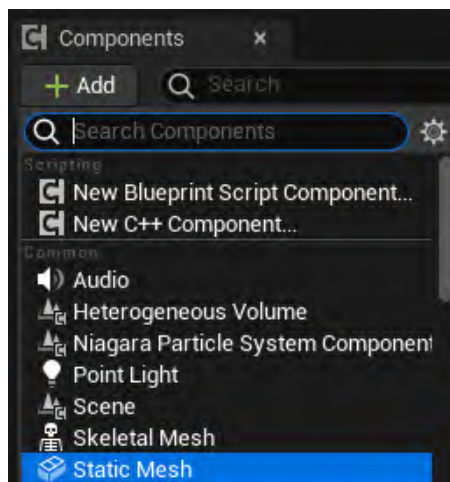 Components
Add
Search
Search Components
Scripting
New Blueprint Script Component...
New C++ Component...
Common
Audio
Heterogeneous Volume
Niagara Particle System Component
Point Light
Scene
Skeletal Mesh
Static Mesh